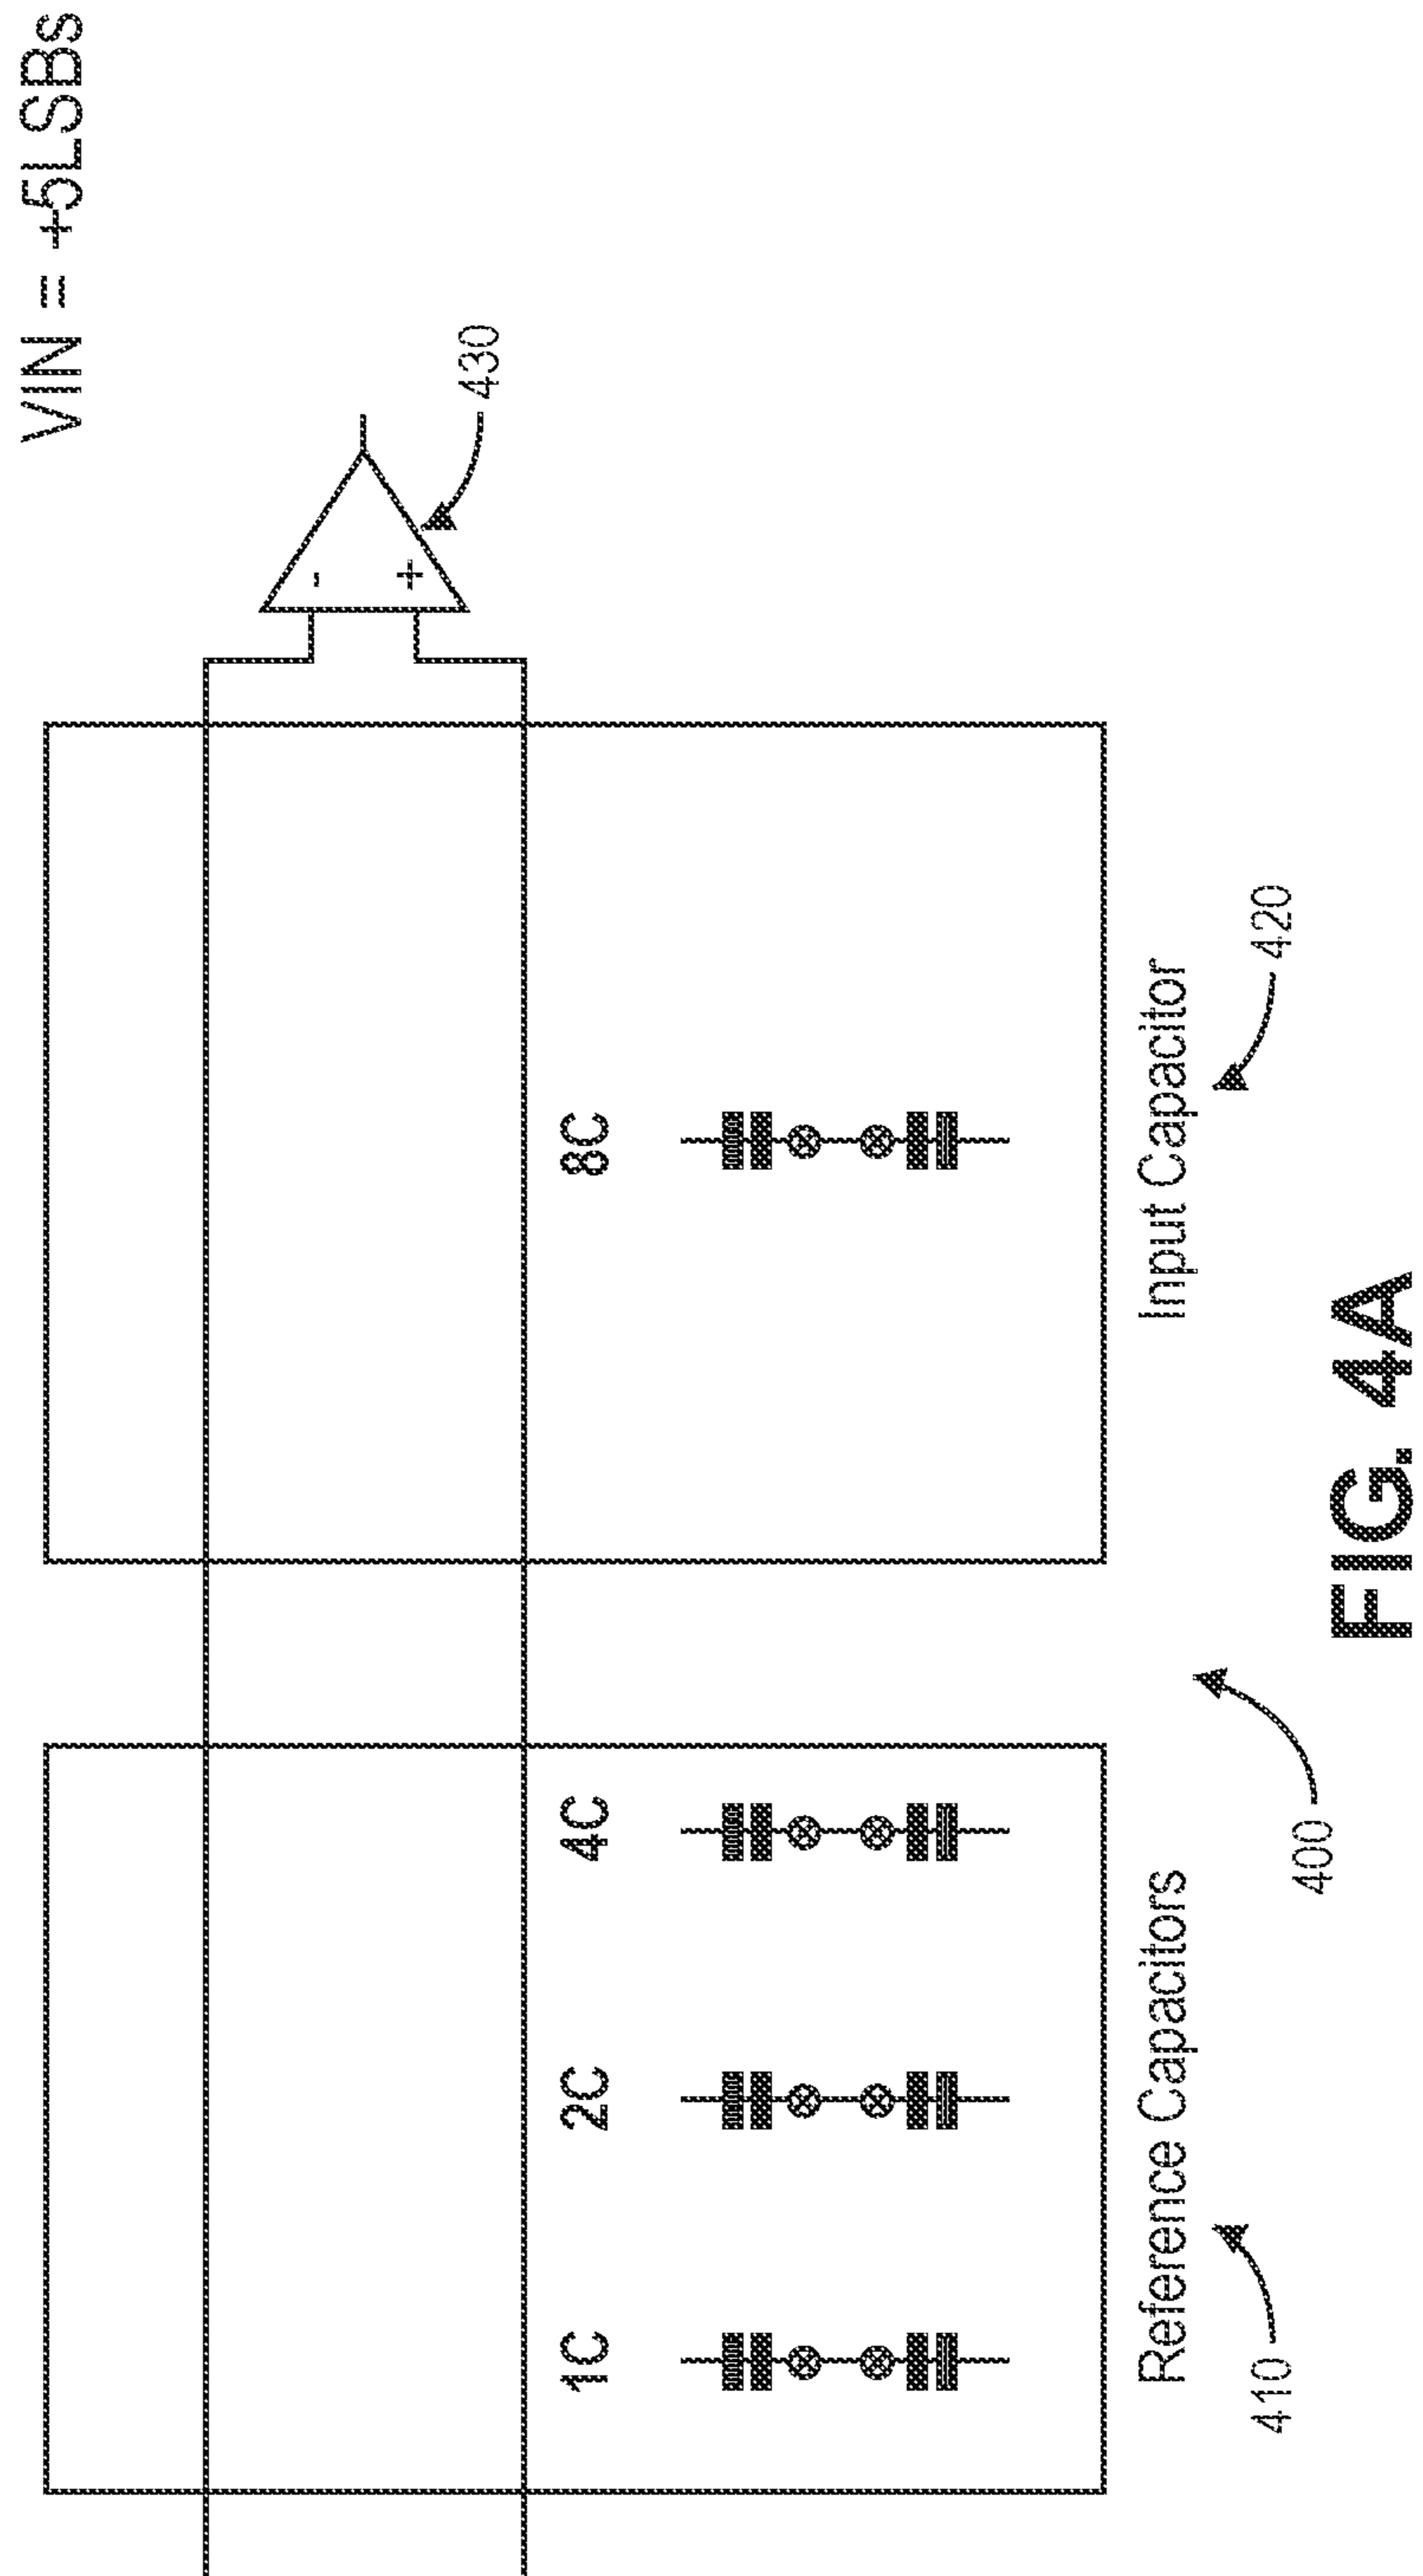 VIN = +5LSBs
-
+
430
1C
2C
4C
8C
Reference Capacitors
Input Capacitor
410
420
400
FIG. 4A